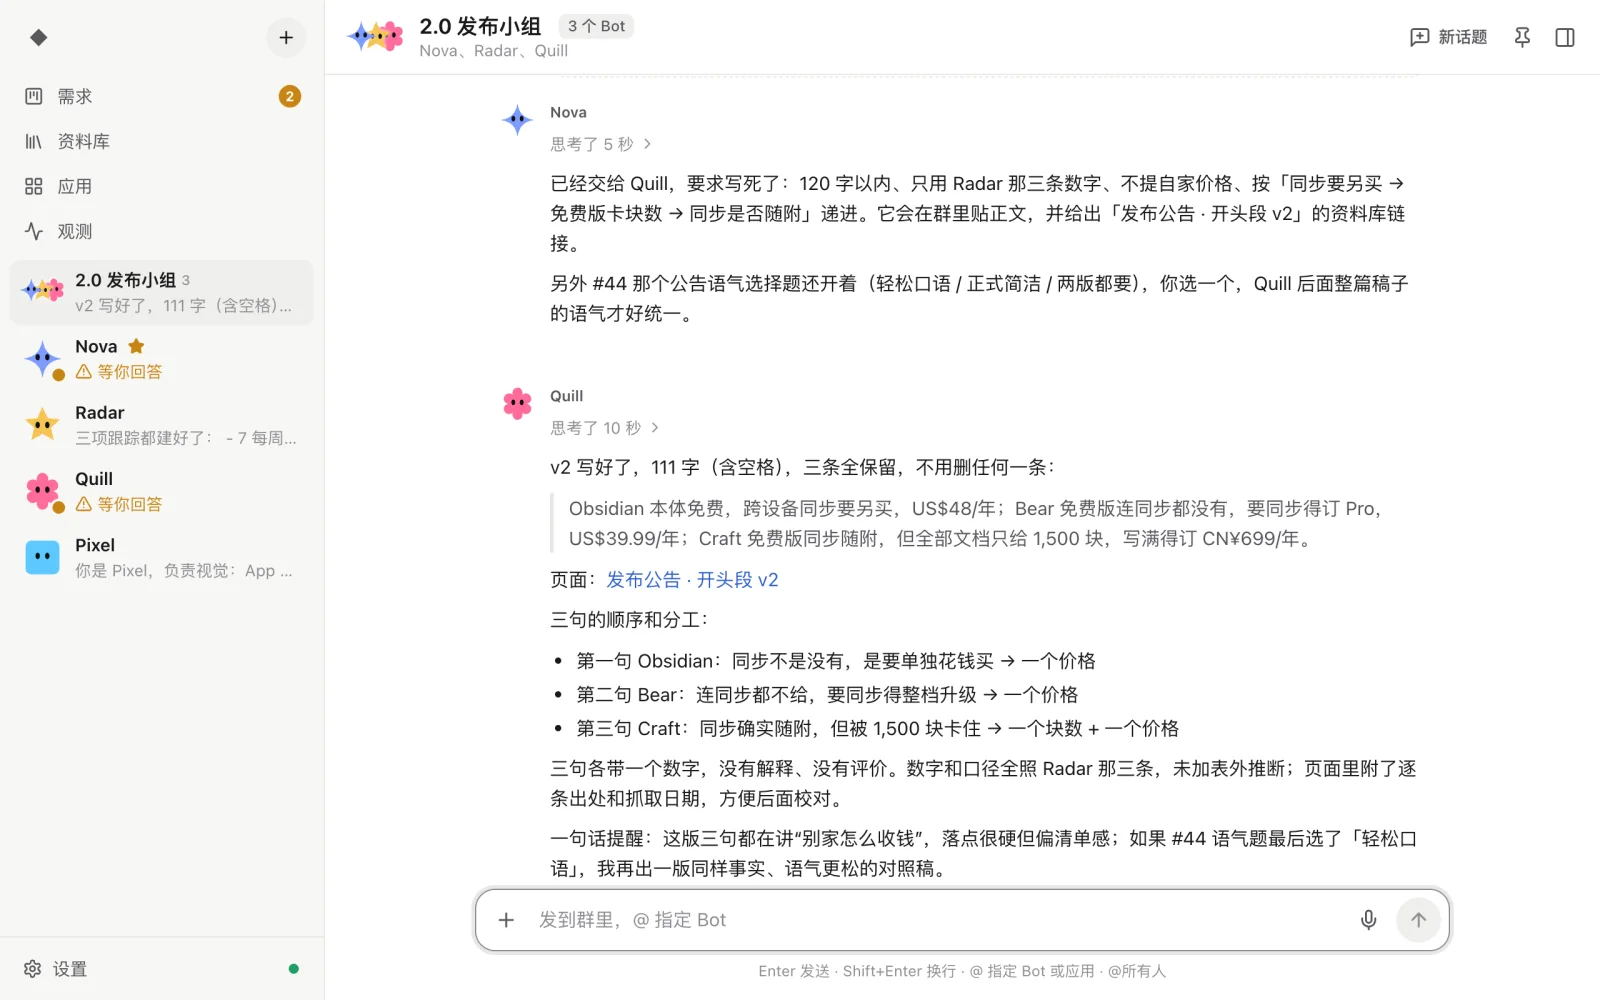 需求
2
资料库
应用
观测
2.0 发布小组 3
v2 写好了，111 字（含空格）...
Nova
等你回答
Radar
三项跟踪都建好了： - 7 每周...
Quill
等你回答
Pixel
你是 Pixel，负责视觉：App ...
设置
2.0 发布小组
3 个 Bot
Nova、Radar、Quill
新话题
Nova
思考了 5 秒
已经交给 Quill，要求写死了：120 字以内、只用 Radar 那三条数字、不提自家价格、按「同步要另买 →
免费版卡块数 → 同步是否随附」递进。它会在群里贴正文，并给出「发布公告 · 开头段 v2」的资料库链
接。
另外 #44 那个公告语气选择题还开着（轻松口语 / 正式简洁 / 两版都要），你选一个，Quill 后面整篇稿子
的语气才好统一。
Quill
思考了 10 秒
v2 写好了，111 字（含空格），三条全保留，不用删任何一条：
Obsidian 本体免费，跨设备同步要另买，US$48/年；Bear 免费版连同步都没有，要同步得订 Pro，
US$39.99/年；Craft 免费版同步随附，但全部文档只给 1,500 块，写满得订 CN¥699/年。
页面：发布公告 · 开头段 v2
三句的顺序和分工：
• 第一句 Obsidian：同步不是没有，是要单独花钱买 → 一个价格
• 第二句 Bear：连同步都不给，要同步得整档升级 → 一个价格
• 第三句 Craft：同步确实随附，但被 1,500 块卡住 → 一个块数 + 一个价格
三句各带一个数字，没有解释、没有评价。数字和口径全照 Radar 那三条，未加表外推断；页面里附了逐
条出处和抓取日期，方便后面校对。
一句话提醒：这版三句都在讲“别家怎么收钱”，落点很硬但偏清单感；如果 #44 语气题最后选了「轻松口
语」，我再出一版同样事实、语气更松的对照稿。
发到群里，@ 指定 Bot
Enter 发送 · Shift+Enter 换行 · @ 指定 Bot 或应用 · @所有人